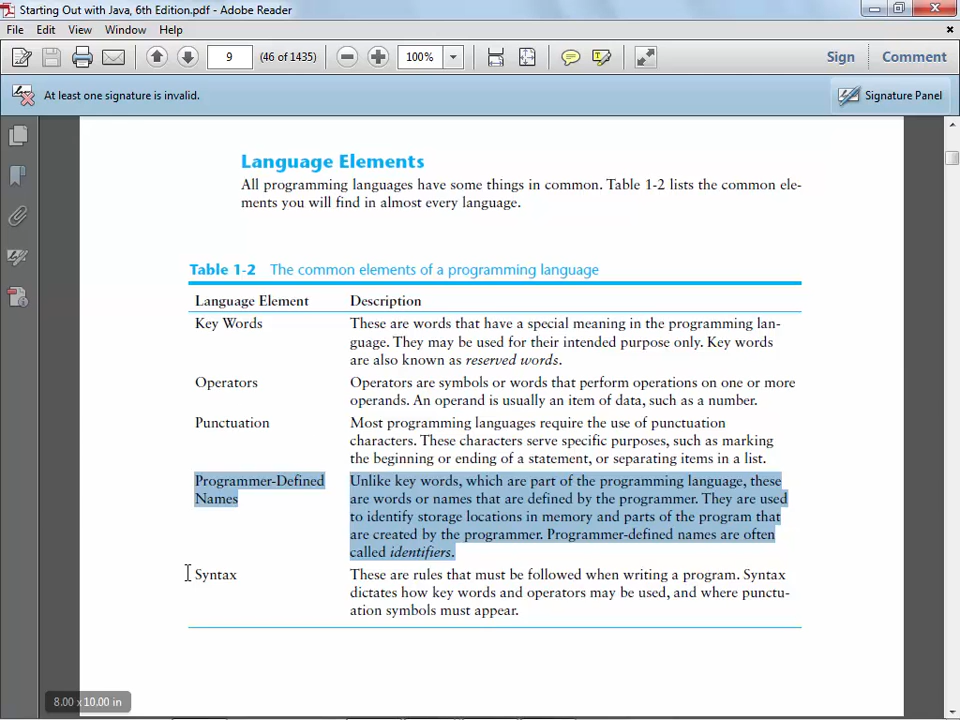 Starting Out with Java, 6th Edition.pdf - Adobe Reader
File Edit View Window Help
9 (46 of 1435) 100% Sign Comment
At least one signature is invalid. Signature Panel
Language Elements
All programming languages have some things in common. Table 1-2 lists the common ele-
ments you will find in almost every language.
Table 1-2 The common elements of a programming language
Language Element Description
Key Words These are words that have a special meaning in the programming lan-
guage. They may be used for their intended purpose only. Key words
are also known as reserved words.
Operators Operators are symbols or words that perform operations on one or more
operands. An operand is usually an item of data, such as a number.
Punctuation Most programming languages require the use of punctuation
characters. These characters serve specific purposes, such as marking
the beginning or ending of a statement, or separating items in a list.
Programmer-Defined Unlike key words, which are part of the programming language, these
Names are words or names that are defined by the programmer. They are used
to identify storage locations in memory and parts of the program that
are created by the programmer. Programmer-defined names are often
called identifiers.
Syntax These are rules that must be followed when writing a program. Syntax
dictates how key words and operators may be used, and where punctu-
ation symbols must appear.
8.00 x 10.00 in